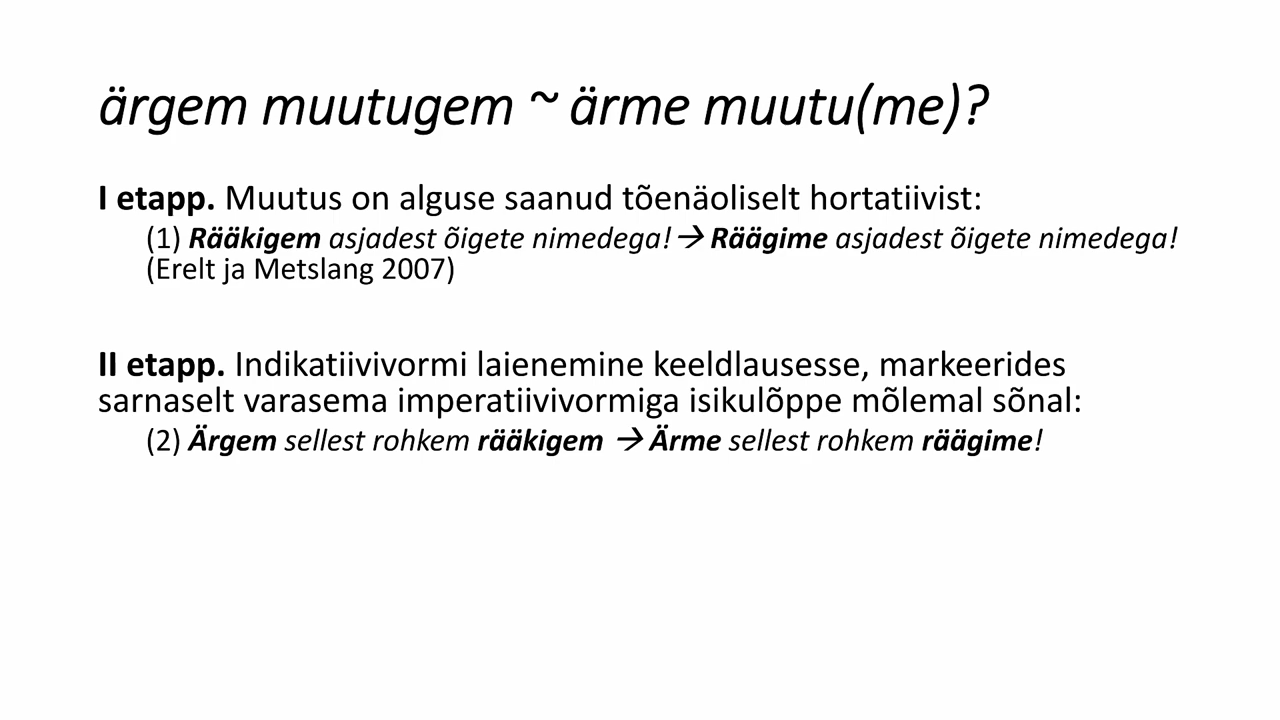 ärgem muutugem ~ ärme muutu(me)?
I etapp. Muutus on alguse saanud tõenäoliselt hortatiivist:
(1) Rääkigem asjadest õigete nimedega! → Räägime asjadest õigete nimedega!
(Erelt ja Metslang 2007)
II etapp. Indikatiivivormi laienemine keeldlausesse, markeerides
sarnaselt varasema imperatiivivormiga isikulõppe mõlemal sõnal:
(2) Ärgem sellest rohkem rääkigem → Ärme sellest rohkem räägime!